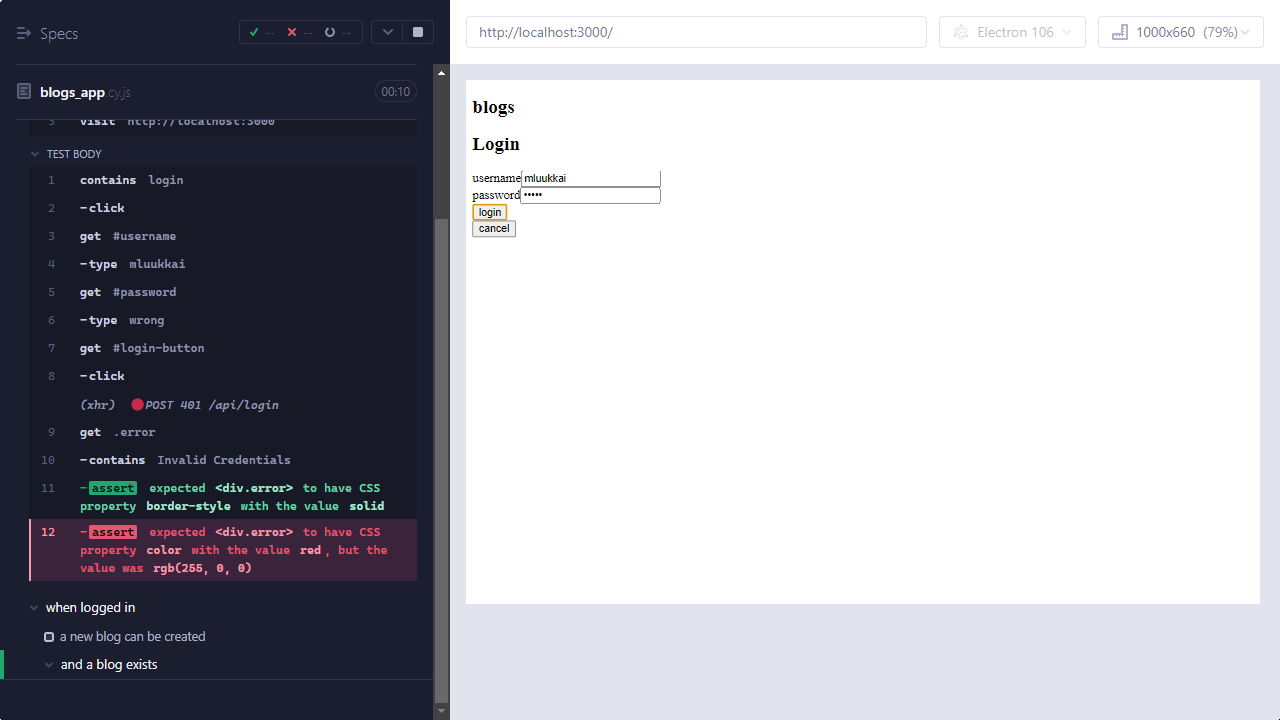 Specs
-- -- --
blogs_app.cy.js 00:10
3 visit http://localhost:3000
TEST BODY
1 contains login
2 -click
3 get #username
4 -type mluukkai
5 get #password
6 -type wrong
7 get #login-button
8 -click
(xhr) POST 401 /api/login
9 get .error
10 -contains Invalid Credentials
11 -assert expected <div.error> to have CSS
property border-style with the value solid
12 -assert expected <div.error> to have CSS
property color with the value red, but the
value was rgb(255, 0, 0)
when logged in
a new blog can be created
and a blog exists
http://localhost:3000/
Electron 106
1000x660 (79%)
blogs
Login
username mluukkai
password •••••
login
cancel